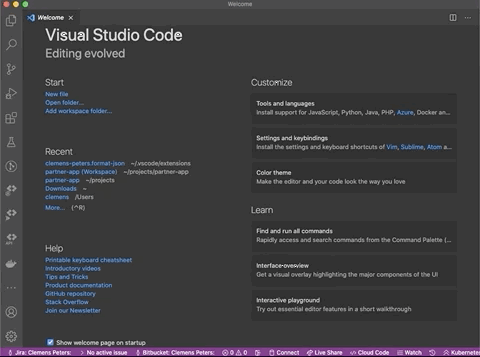 Welcome
Welcome
Visual Studio Code
Editing evolved
Start
New file
Open folder...
Add workspace folder...
Recent
clemens-peters.format-json ~/.vscode/extensions
partner-app (Workspace) ~/projects/partner-app
partner-app ~/projects
Downloads ~
clemens /Users
More... (^R)
Help
Printable keyboard cheatsheet
Introductory videos
Tips and Tricks
Product documentation
GitHub repository
Stack Overflow
Join our Newsletter
Show welcome page on startup
Customize
Tools and languages
Install support for JavaScript, Python, Java, PHP, Azure, Docker an...
Settings and keybindings
Install the settings and keyboard shortcuts of Vim, Sublime, Atom a...
Color theme
Make the editor and your code look the way you love
Learn
Find and run all commands
Rapidly access and search commands from the Command Palette (...
Interface overview
Get a visual overlay highlighting the major components of the UI
Interactive playground
Try out essential editor features in a short walkthrough
API
Jira: Clemens Peters: No active issue Bitbucket: Clemens Peters: 0 0 Connect Live Share Cloud Code Watch Kubernetes